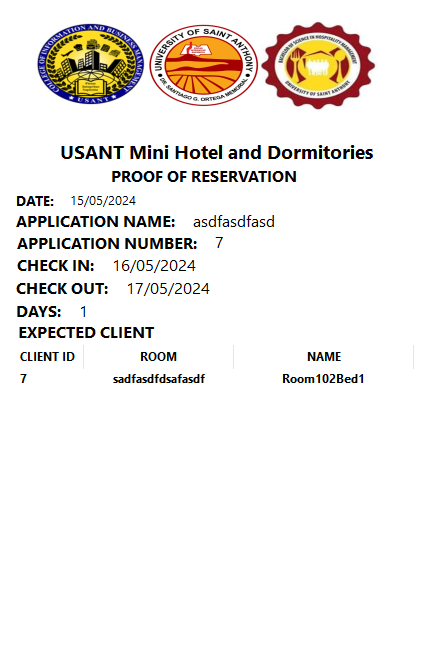 COLLEGE OF INFORMATION AND BUSINESS MANAGEMENT
USANT
UNIVERSITY OF SAINT ANTHONY
DR. SANTIAGO G. ORTEGA MEMORIAL
BACHELOR OF SCIENCE IN HOSPITALITY MANAGEMENT
UNIVERSITY OF SAINT ANTHONY
USANT Mini Hotel and Dormitories
PROOF OF RESERVATION
DATE: 15/05/2024
APPLICATION NAME: asdfasdfasd
APPLICATION NUMBER: 7
CHECK IN: 16/05/2024
CHECK OUT: 17/05/2024
DAYS: 1
EXPECTED CLIENT
CLIENT ID ROOM NAME
7 sadfasdfdsafasdf Room102Bed1